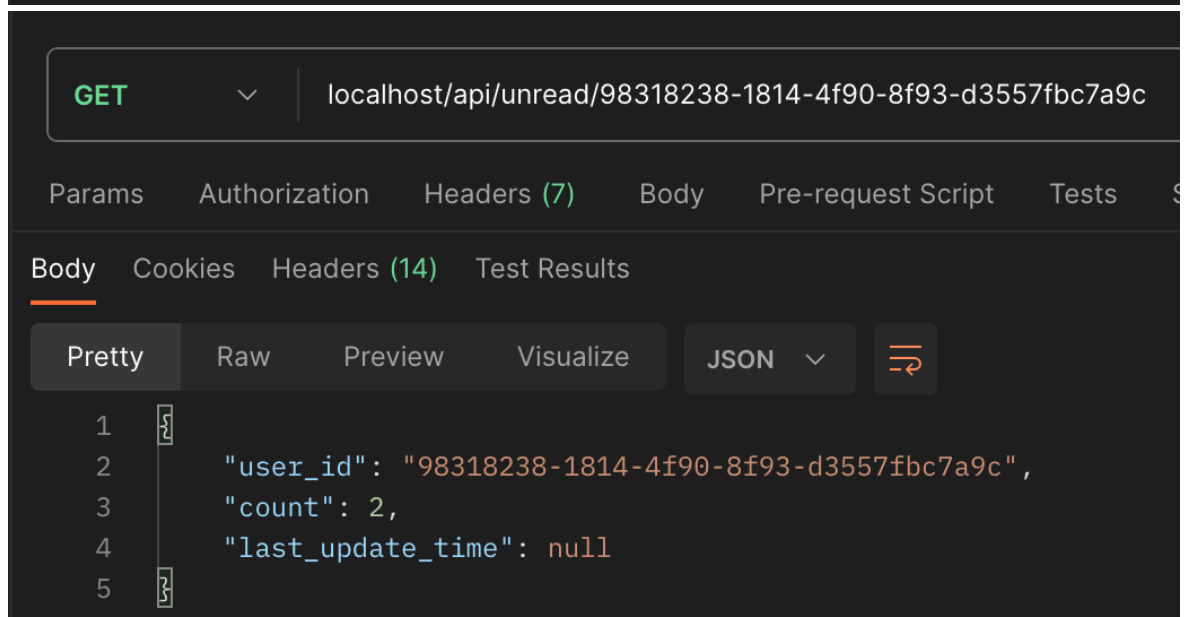 GET localhost/api/unread/98318238-1814-4f90-8f93-d3557fbc7a9c
Params Authorization Headers (7) Body Pre-request Script Tests
Body Cookies Headers (14) Test Results
Pretty Raw Preview Visualize JSON
1 {
2 "user_id": "98318238-1814-4f90-8f93-d3557fbc7a9c",
3 "count": 2,
4 "last_update_time": null
5 }